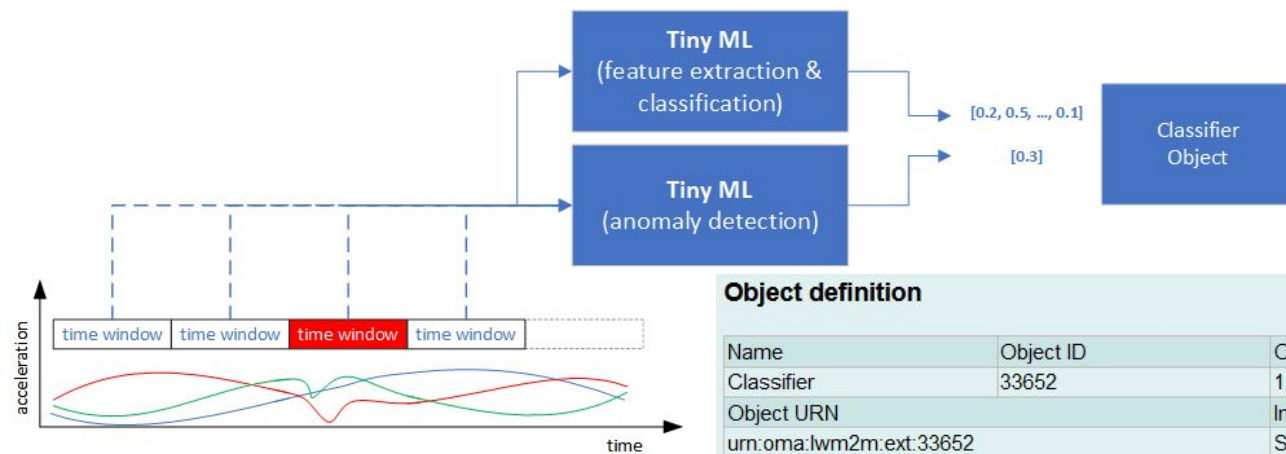 Tiny ML
(feature extraction &
classification)
[0.2, 0.5, ..., 0.1]
[0.3]
Classifier
Object
Tiny ML
(anomaly detection)
acceleration
time window time window time window time window
time
Object definition
Name Object ID
Classifier 33652 1
Object URN
urn:oma:lwm2m:ext:33652